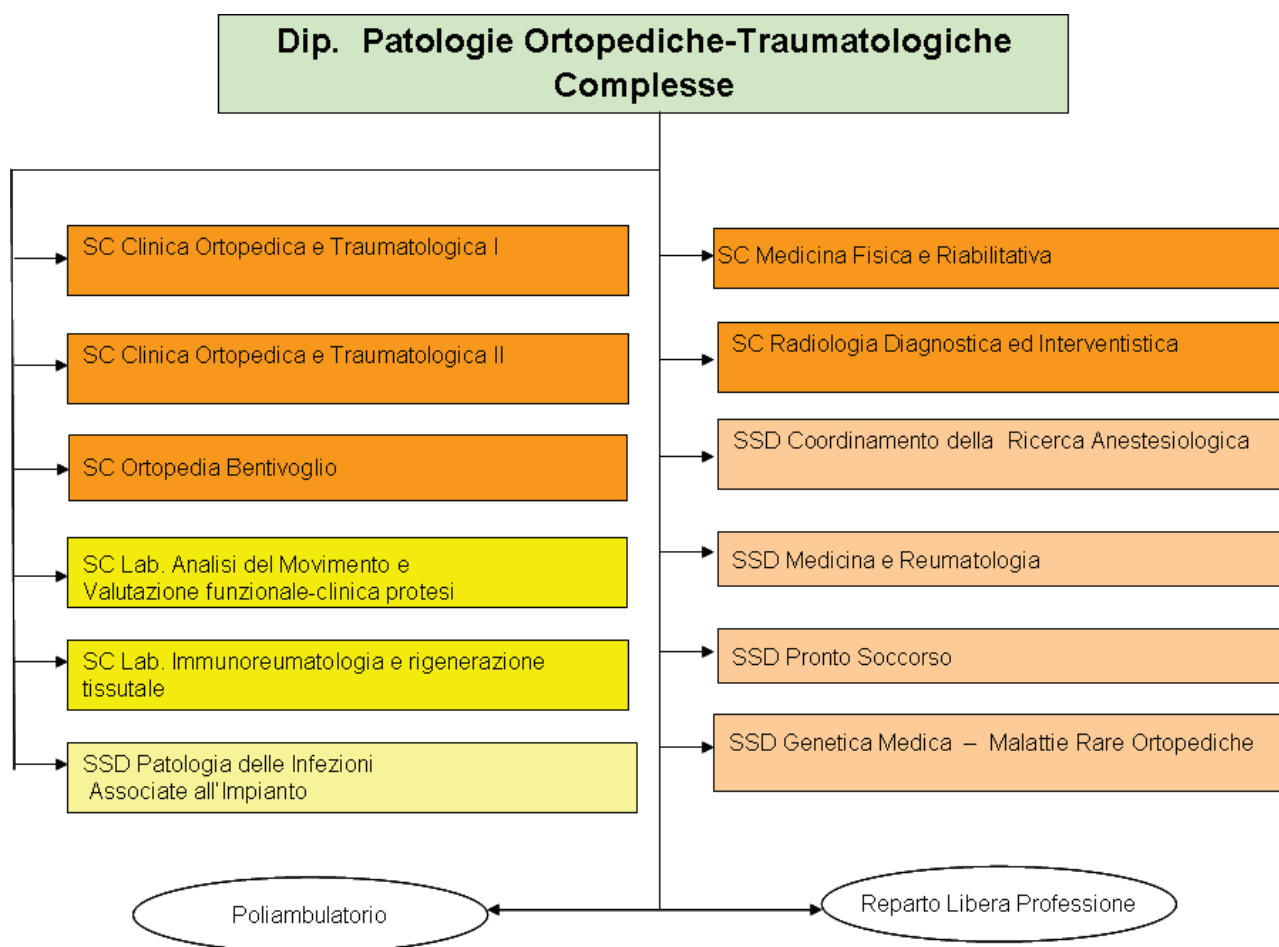 Dip. Patologie Ortopediche-Traumatologiche
Complesse
SC Clinica Ortopedica e Traumatologica I
SC Clinica Ortopedica e Traumatologica II
SC Ortopedia Bentivoglio
SC Lab. Analisi del Movimento e
Valutazione funzionale-clinica protesi
SC Lab. Immunoreumatologia e rigenerazione
tissutale
SSD Patologia delle Infezioni
Associate all'Impianto
SC Medicina Fisica e Riabilitativa
SC Radiologia Diagnostica ed Interventistica
SSD Coordinamento della Ricerca Anestesiologica
SSD Medicina e Reumatologia
SSD Pronto Soccorso
SSD Genetica Medica – Malattie Rare Ortopediche
Poliambulatorio
Reparto Libera Professione